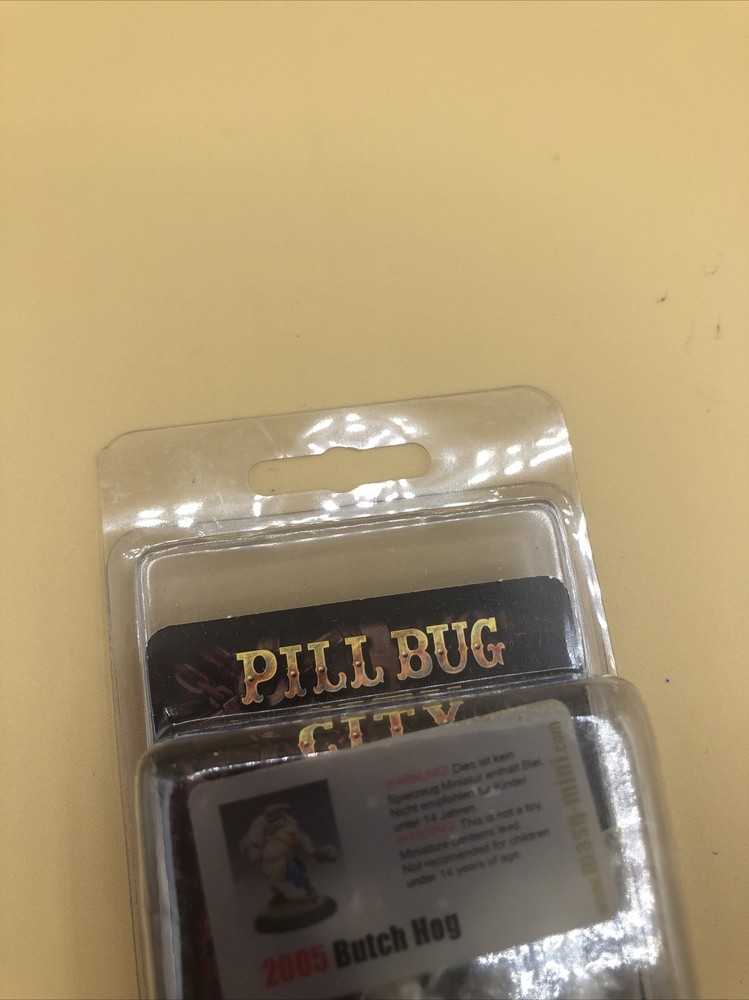 PILL BUG
CITY
WARNUNG! Dies ist kein
Spielzeug Miniatur enthält Blei.
Nicht empfohlen für Kinder
unter 14 Jahren.
WARNING! This is not a toy.
Miniature contains lead.
Not recomended for children
under 14 years of age.
2005 Butch Hog